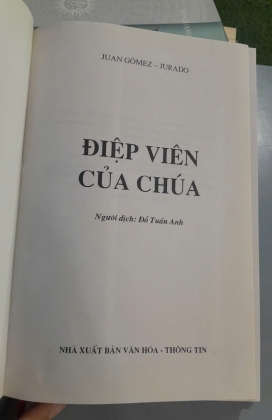 JUAN GÓMEZ – JURADO
ĐIỆP VIÊN
CỦA CHÚA
Người dịch: Đỗ Tuấn Anh
NHÀ XUẤT BẢN VĂN HÓA - THÔNG TIN